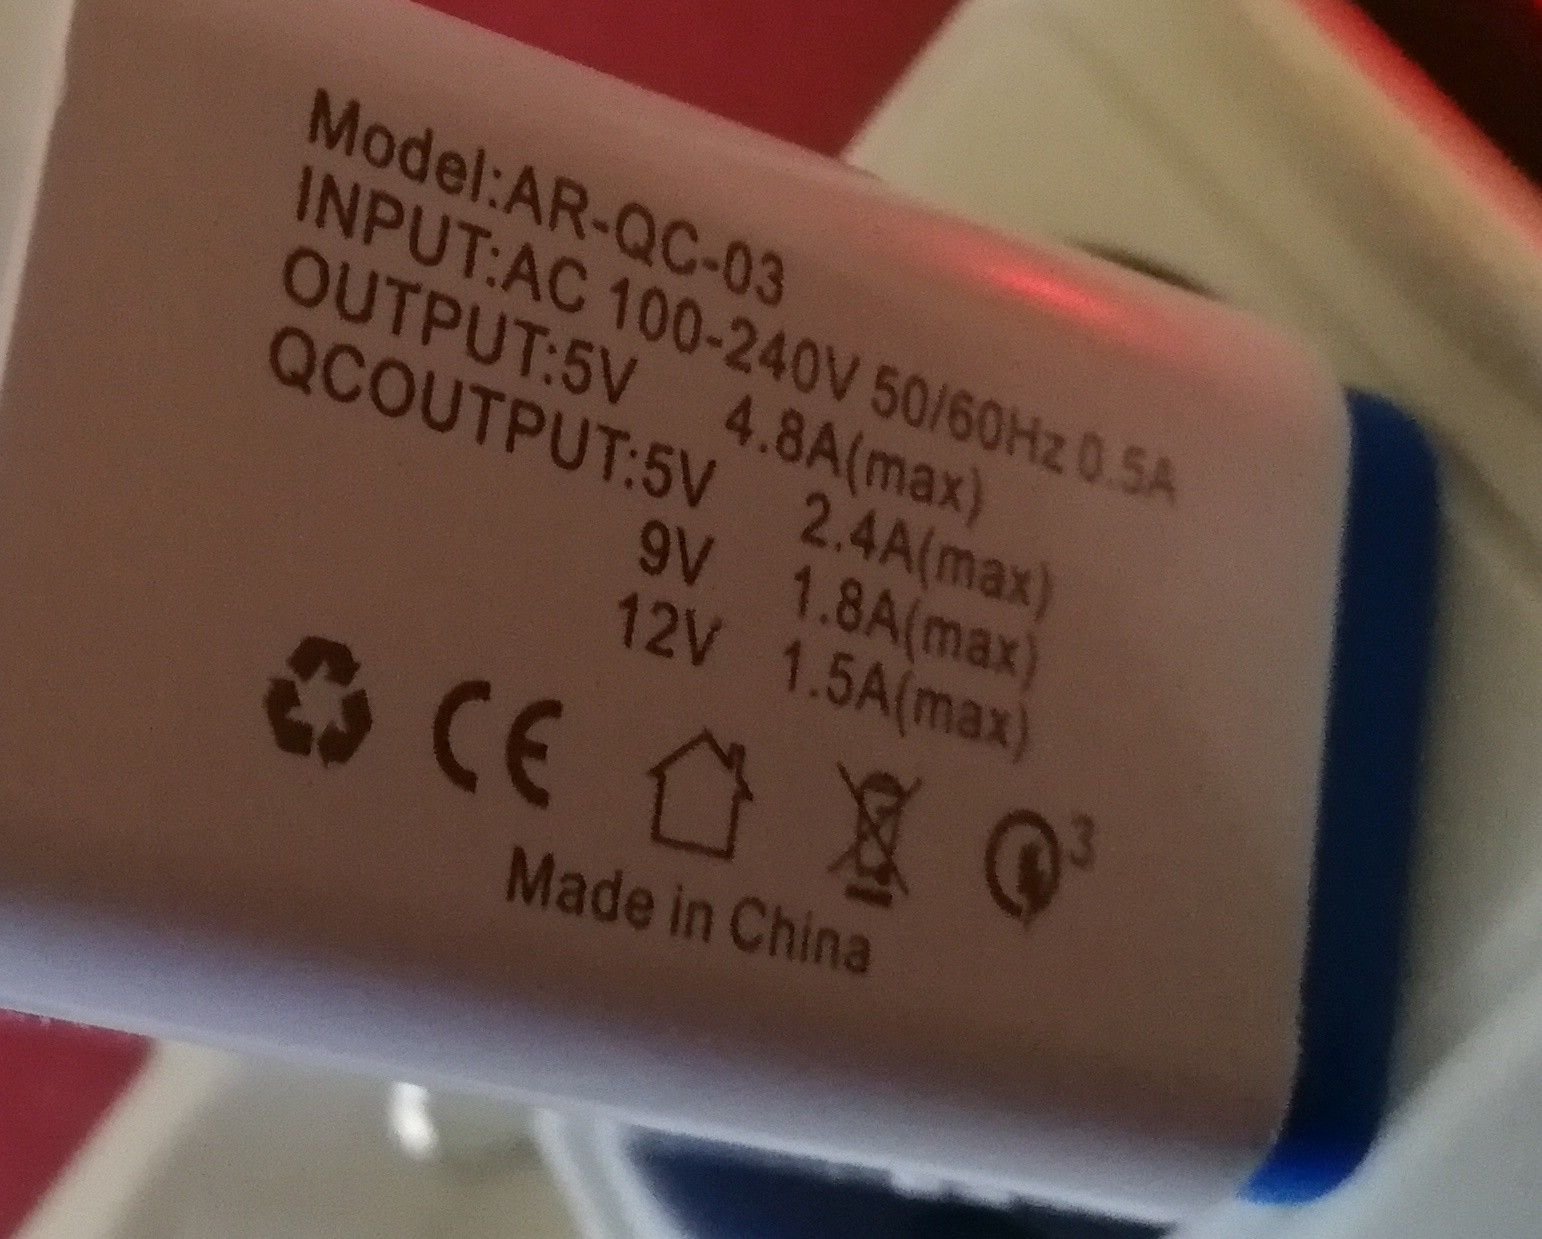 Model:AR-QC-03
INPUT:AC 100-240V 50/60Hz 0.5A
OUTPUT:5V 4.8A(max)
QCOUTPUT:5V 2.4A(max)
9V 1.8A(max)
12V 1.5A(max)
CE
3
Made in China